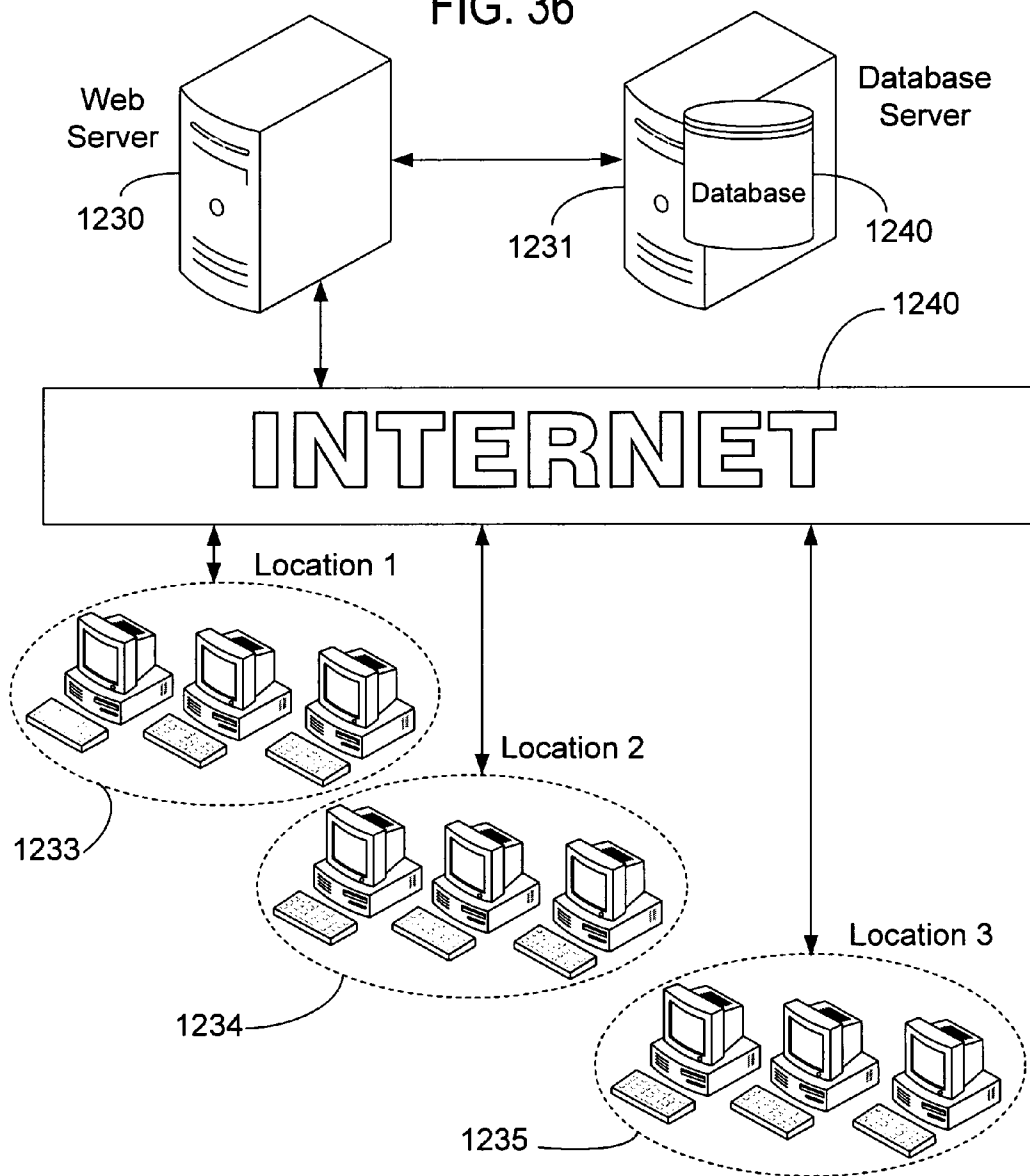 FIG. 36
Web
Server
Database
Server
Database
1230
1231
1240
1240
INTERNET
Location 1
Location 2
1233
Location 3
1234
1235